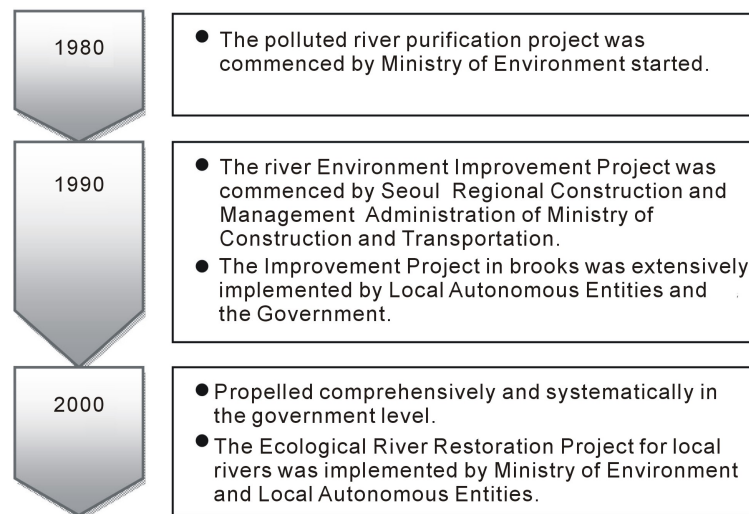 1980
● The polluted river purification project was
commenced by Ministry of Environment started.
1990
● The river Environment Improvement Project was
commenced by Seoul Regional Construction and
Management Administration of Ministry of
Construction and Transportation.
● The Improvement Project in brooks was extensively
implemented by Local Autonomous Entities and
the Government.
2000
● Propelled comprehensively and systematically in
the government level.
● The Ecological River Restoration Project for local
rivers was implemented by Ministry of Environment
and Local Autonomous Entities.